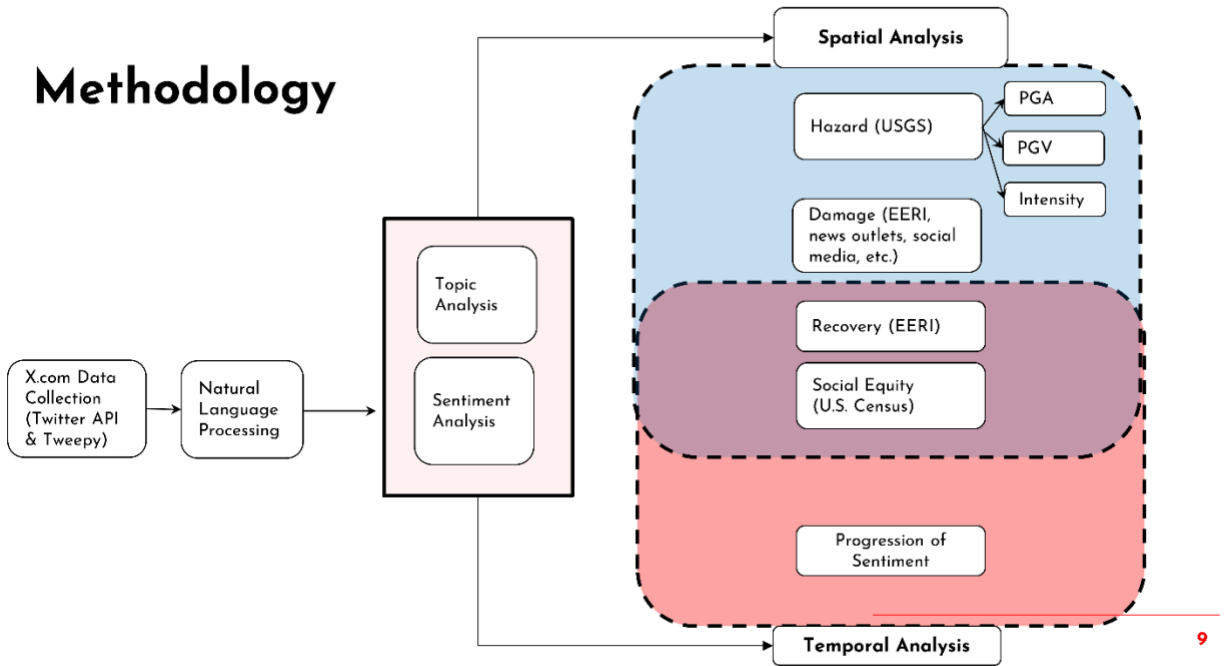 Methodology
Spatial Analysis
Hazard (USGS)
PGA
PGV
Intensity
Damage (EERI,
news outlets, social
media, etc.)
Topic
Analysis
Recovery (EERI)
X.com Data
Collection
(Twitter API
& Tweepy)
Natural
Language
Processing
Sentiment
Analysis
Social Equity
(U.S. Census)
Progression of
Sentiment
Temporal Analysis
9